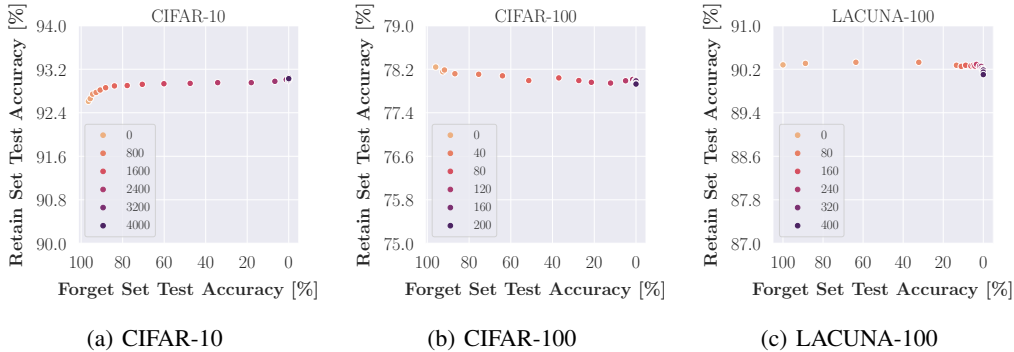 CIFAR-10
Retain Set Test Accuracy [%]
94.0
93.2
92.4
91.6
90.8
90.0
0
800
1600
2400
3200
4000
100 80 60 40 20 0
Forget Set Test Accuracy [%]
(a) CIFAR-10
CIFAR-100
Retain Set Test Accuracy [%]
79.0
78.2
77.4
76.6
75.8
75.0
0
40
80
120
160
200
100 80 60 40 20 0
Forget Set Test Accuracy [%]
(b) CIFAR-100
LACUNA-100
Retain Set Test Accuracy [%]
91.0
90.2
89.4
88.6
87.8
87.0
0
80
160
240
320
400
100 80 60 40 20 0
Forget Set Test Accuracy [%]
(c) LACUNA-100